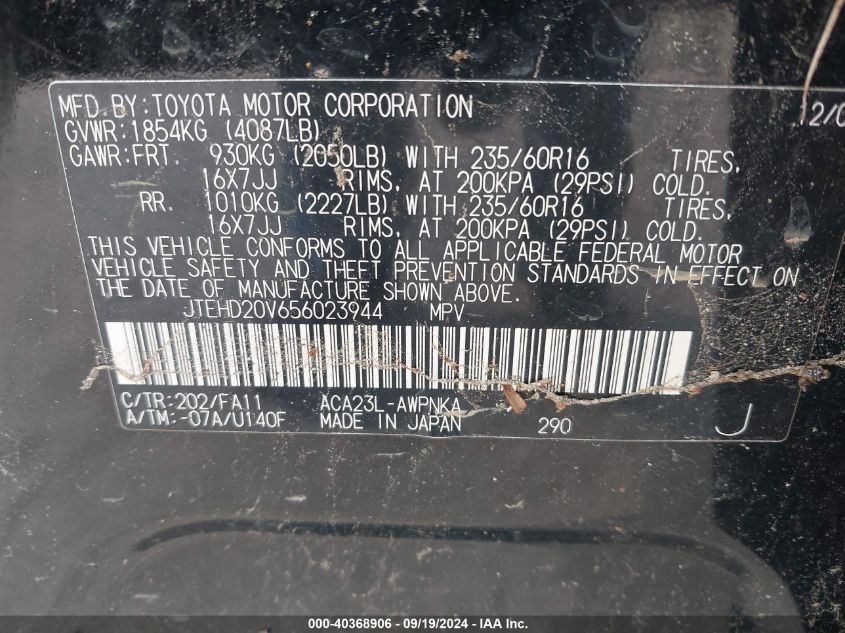 MFD. BY: TOYOTA MOTOR CORPORATION 12/0
GVWR: 1854KG (4087LB)
GAWR: FRT. 930KG (2050LB) WITH 235/60R16 TIRES,
16X7JJ RIMS, AT 200KPA (29PSI) COLD.
RR. 1010KG (2227LB) WITH 235/60R16 TIRES,
16X7JJ RIMS, AT 200KPA (29PSI) COLD.
THIS VEHICLE CONFORMS TO ALL APPLICABLE FEDERAL MOTOR
VEHICLE SAFETY AND THEFT PREVENTION STANDARDS IN EFFECT ON
THE DATE OF MANUFACTURE SHOWN ABOVE.
JTEHD20V656023944 MPV
C/TR: 202/FA11 ACA23L-AWPNKA
A/TM: -07A/U140F MADE IN JAPAN 290 J
000-40368906 - 09/19/2024 - IAA Inc.